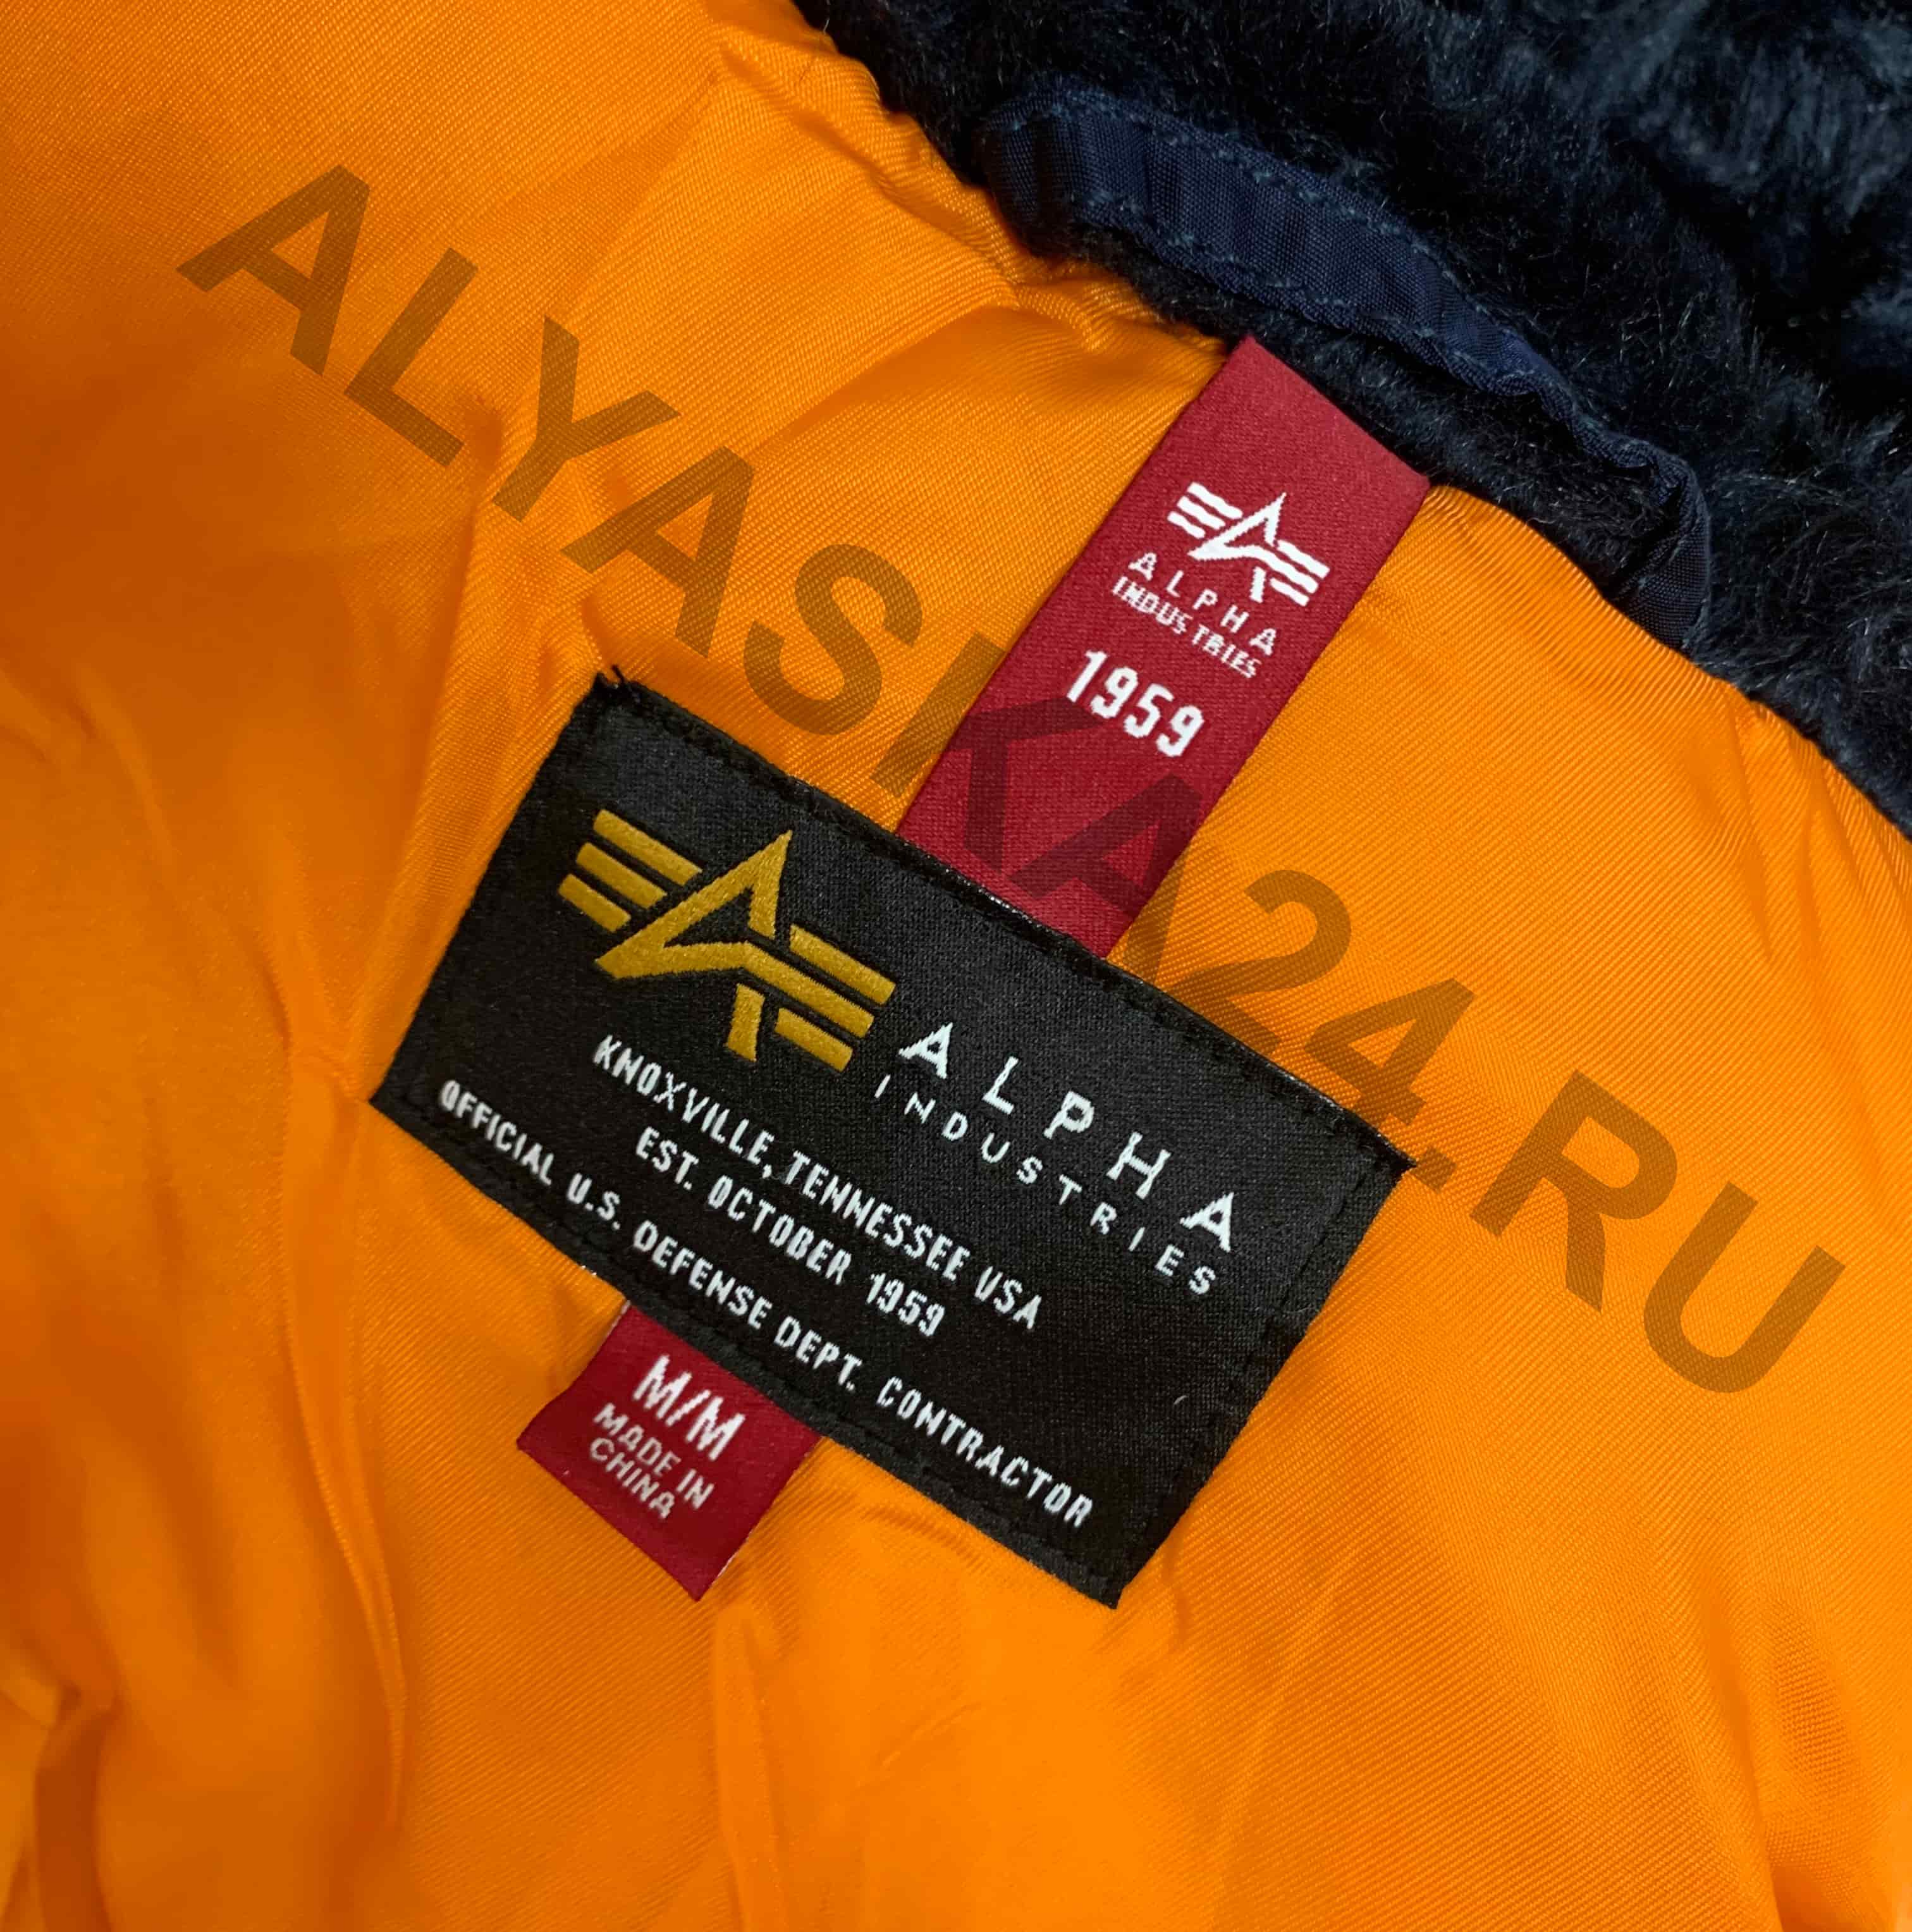 ALYASKA24.RU
ALPHA
INDUSTRIES
1959
ALPHA
INDUSTRIES
KNOXVILLE, TENNESSEE USA
EST. OCTOBER 1959
OFFICIAL U.S. DEFENSE DEPT. CONTRACTOR
M/M
MADE IN
CHINA